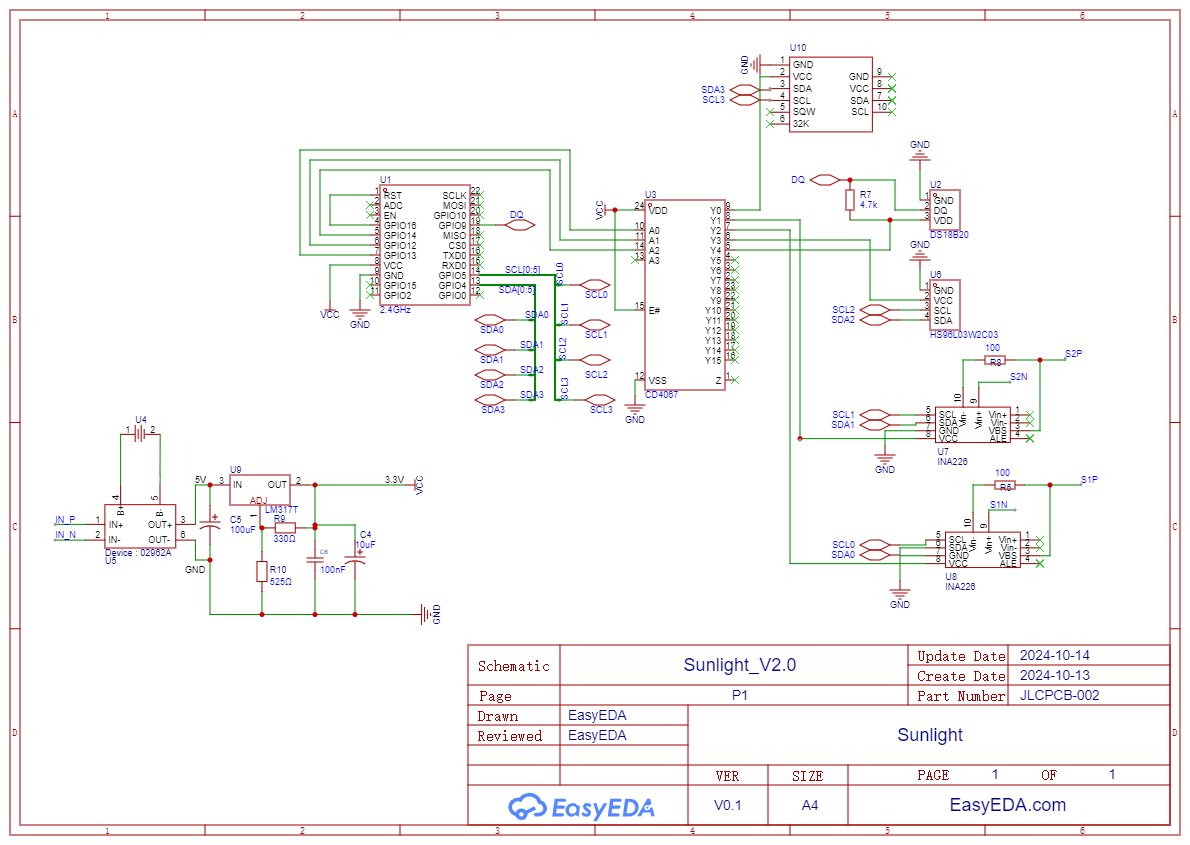 1 2 3 4 5 6
A A
B B
C C
D D
U10
GND
1 GND
2 VCC GND 9
3 SDA VCC 8
4 SCL SDA 7
5 SQW SCL 10
6 32K
SDA3
SCL3
U1
1 RST SCLK 22
2 ADC MOSI 21
3 EN GPIO10 20
4 GPIO16 GPIO9 19
5 GPIO14 MISO 18
6 GPIO12 CS0 17
7 GPIO13 TXD0 16
8 VCC RXD0 15
9 GND GPIO5 14
10 GPIO15 GPIO4 13
11 GPIO2 GPIO0 12
2.4GHz
VCC
GND
DQ
SCL[0:5]
SDA[0:5]
SCL0
SCL0
SCL1
SCL1
SCL2
SCL2
SCL3
SCL3
SDA0
SDA0
SDA1
SDA1
SDA2
SDA2
SDA3
SDA3
U3
VCC
24 VDD
10 A0
11 A1
14 A2
13 A3
15 E#
12 VSS
GND
CD4067
Y0 9
Y1 8
Y2 7
Y3 6
Y4 5
Y5 4
Y6 3
Y7 2
Y8 23
Y9 22
Y10 21
Y11 20
Y12 19
Y13 18
Y14 17
Y15 16
Z 1
DQ
R7
4.7k
GND
U2
1 GND
2 DQ
3 VDD
DS18B20
GND
U6
1 GND
2 VCC
3 SCL
4 SDA
SCL2
SDA2
HS96L03W2C03
100
R8
S2P
S2N
10 9
Vin- Vin+
SCL1
SDA1
5 SCL Vin+ 1
6 SDA Vin- 2
7 GND VBS 3
8 VCC ALE 4
GND
U7
INA226
100
R6
S1P
S1N
10 9
Vin- Vin+
SCL0
SDA0
5 SCL Vin+ 1
6 SDA Vin- 2
7 GND VBS 3
8 VCC ALE 4
GND
U8
INA226
U4
1 2
4 5
B+ B-
IN_P 1 IN+ OUT+ 3
IN_N 2 IN- OUT- 6
Device : 02962A
U5
5V
GND
U9
3 IN OUT 2
ADJ
1
LM317T
R9
330Ω
C5
100uF
R10
525Ω
100nF
C4
10uF
3.3V
VCC
GND
Schematic Sunlight_V2.0 Update Date 2024-10-14
Create Date 2024-10-13
Page P1 Part Number JLCPCB-002
Drawn EasyEDA
Reviewed EasyEDA
Sunlight
VER SIZE PAGE 1 OF 1
EasyEDA V0.1 A4 EasyEDA.com
1 2 3 4 5 6